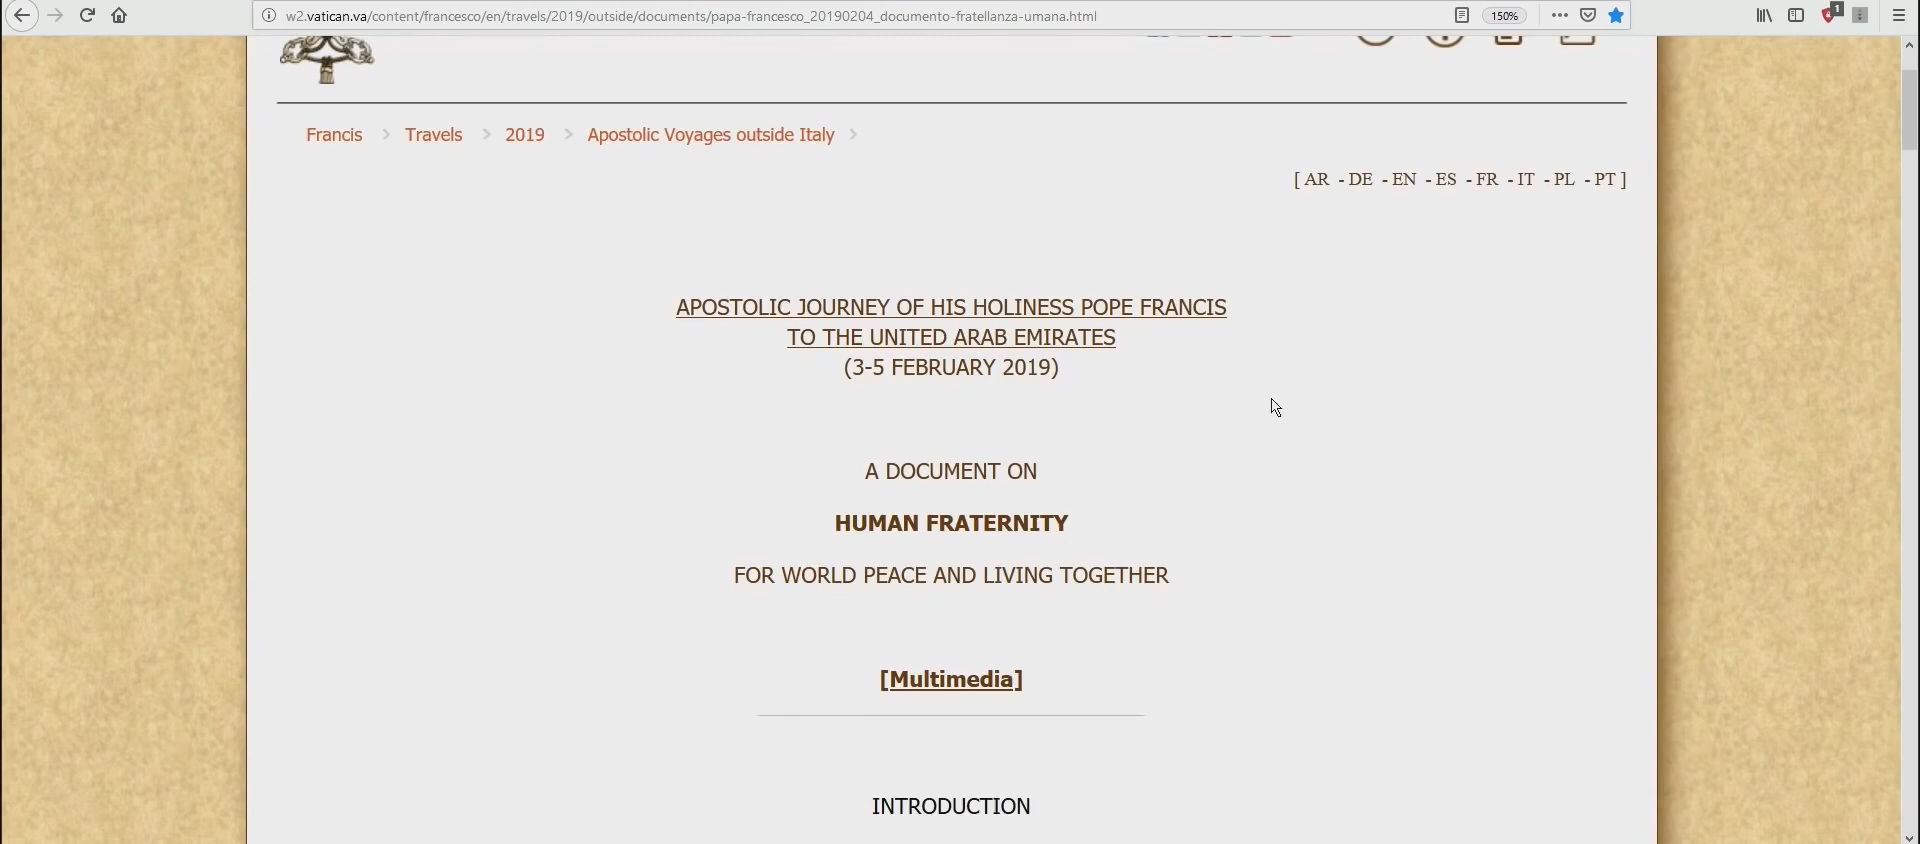 w2.vatican.va/content/francesco/en/travels/2019/outside/documents/papa-francesco_20190204_documento-fratellanza-umana.html
150%
1
Francis > Travels > 2019 > Apostolic Voyages outside Italy >
[ AR - DE - EN - ES - FR - IT - PL - PT ]
APOSTOLIC JOURNEY OF HIS HOLINESS POPE FRANCIS
TO THE UNITED ARAB EMIRATES
(3-5 FEBRUARY 2019)
A DOCUMENT ON
HUMAN FRATERNITY
FOR WORLD PEACE AND LIVING TOGETHER
[Multimedia]
INTRODUCTION